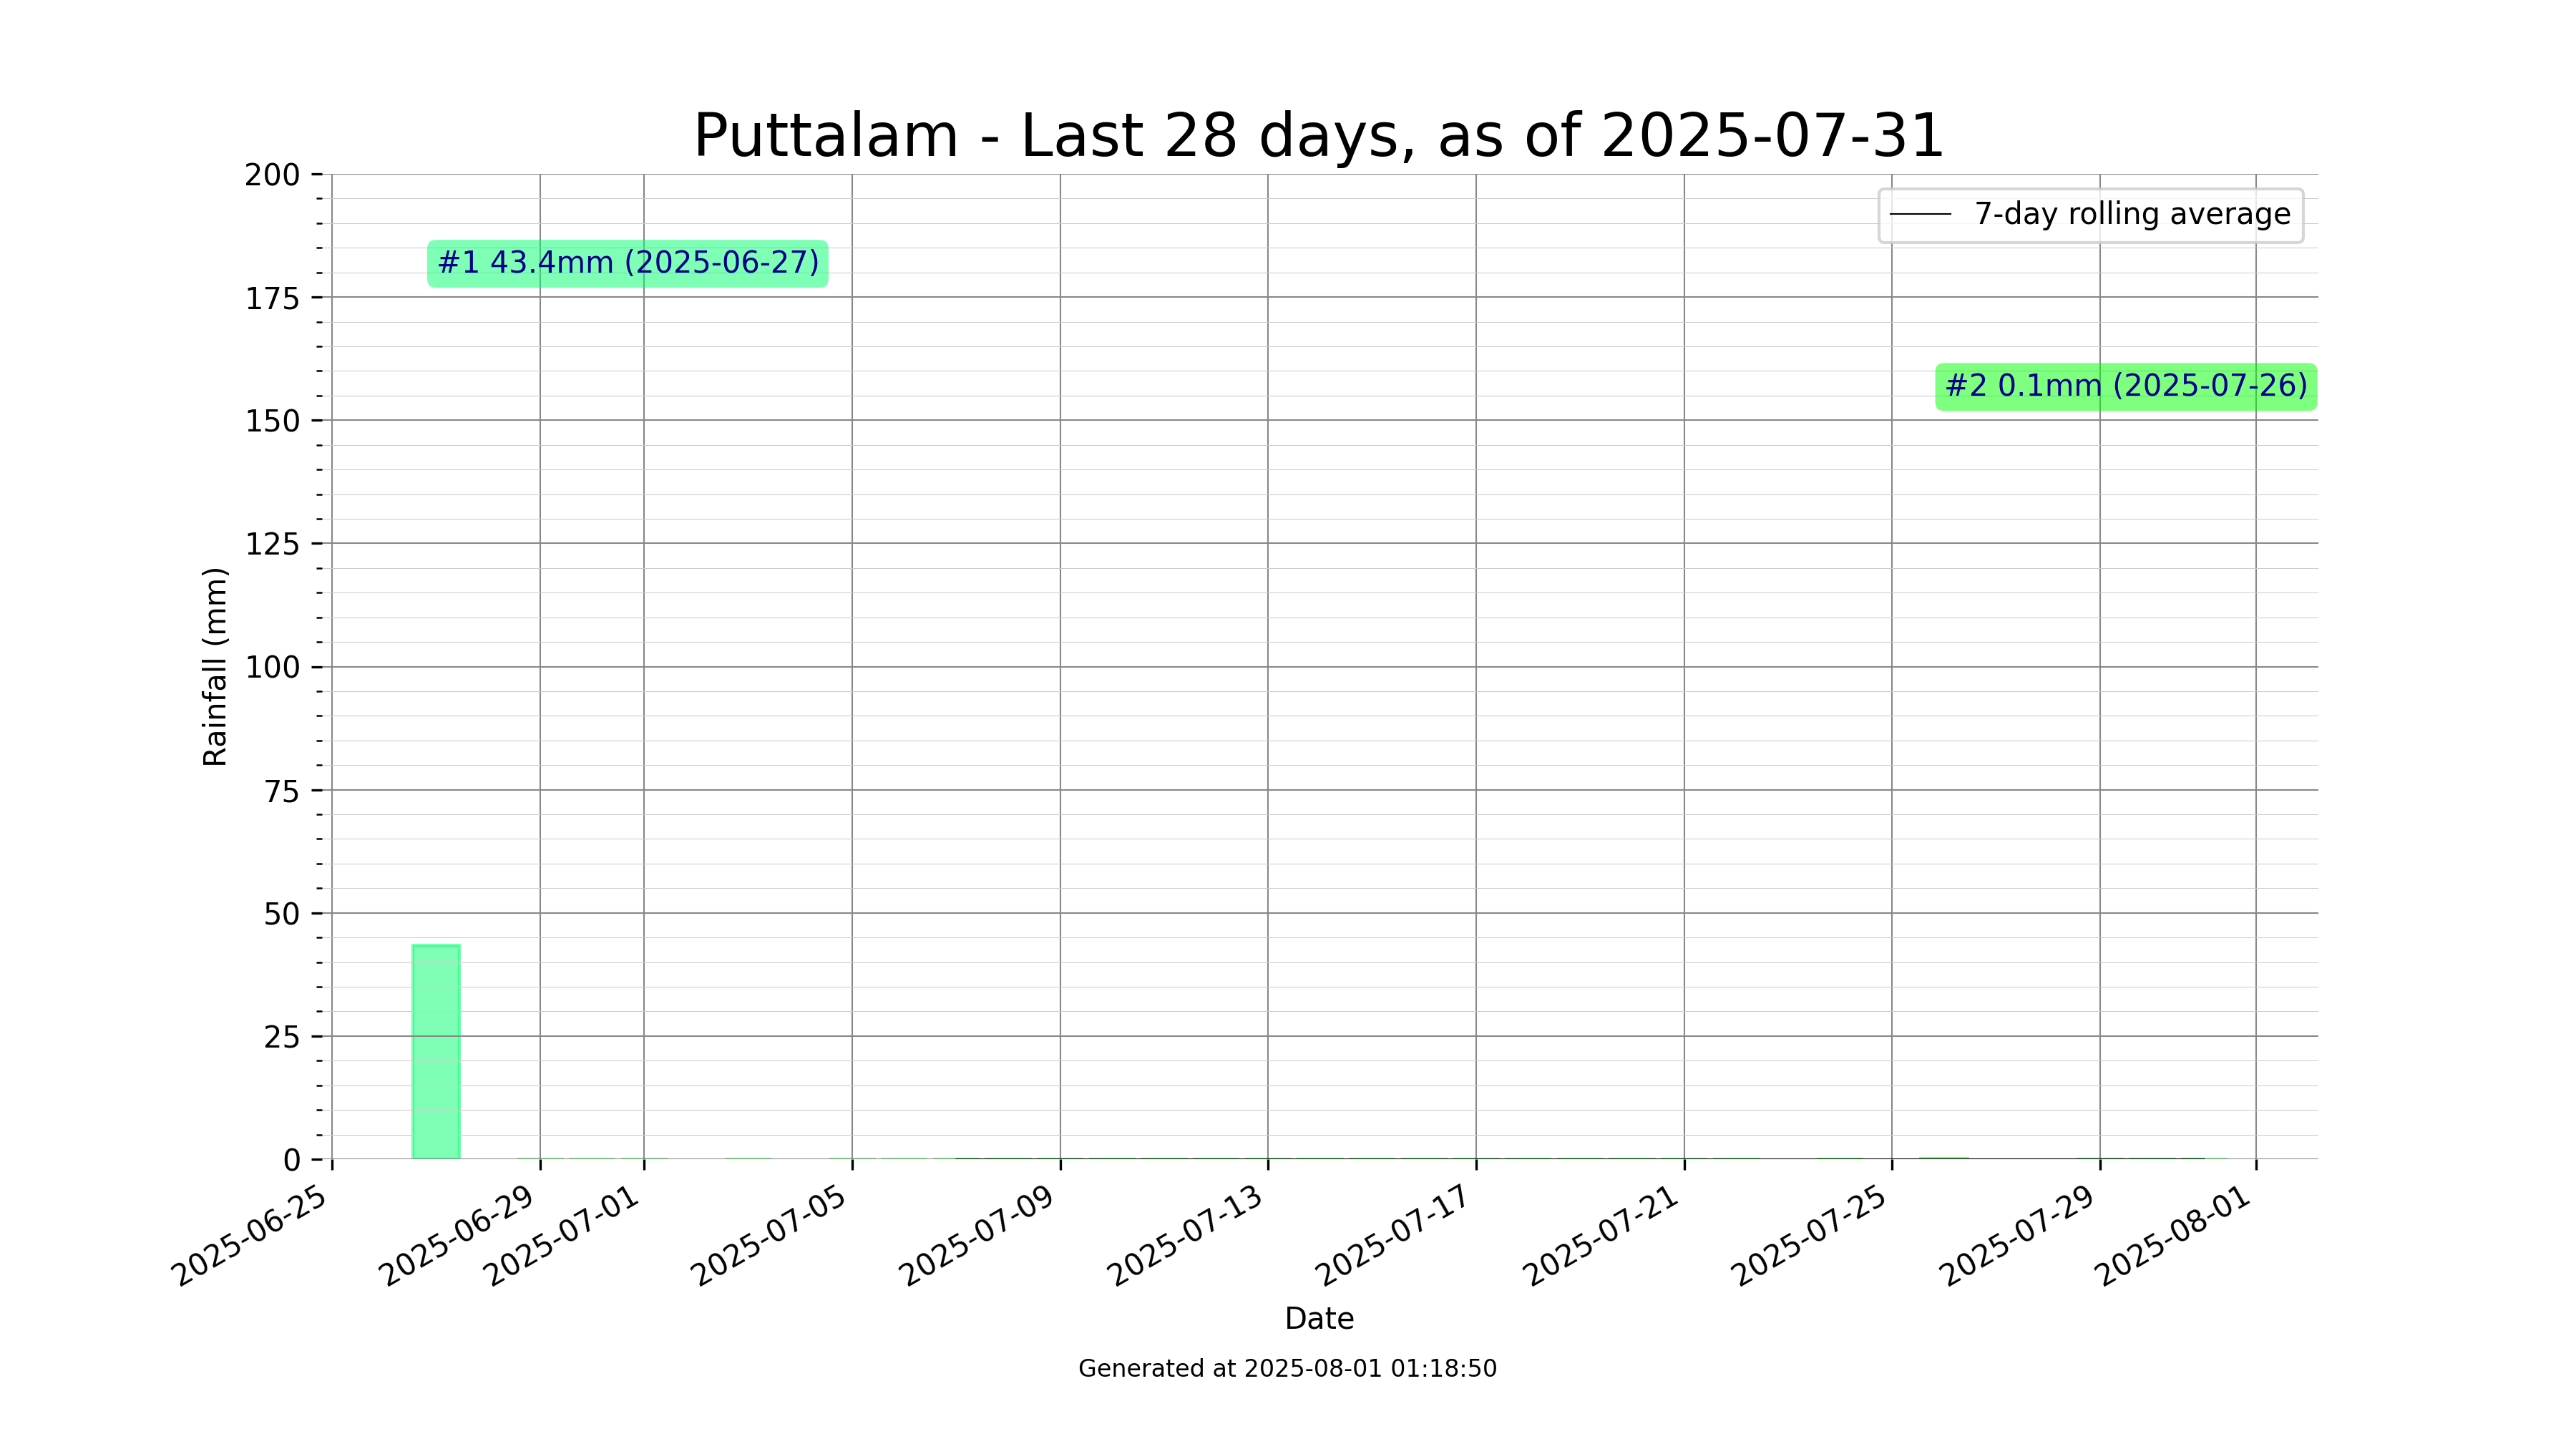 Puttalam - Last 28 days, as of 2025-07-31
200
175
150
125
100
75
50
25
0
Rainfall (mm)
7-day rolling average
#1 43.4mm (2025-06-27)
#2 0.1mm (2025-07-26)
2025-06-25
2025-06-29
2025-07-01
2025-07-05
2025-07-09
2025-07-13
2025-07-17
2025-07-21
2025-07-25
2025-07-29
2025-08-01
Date
Generated at 2025-08-01 01:18:50